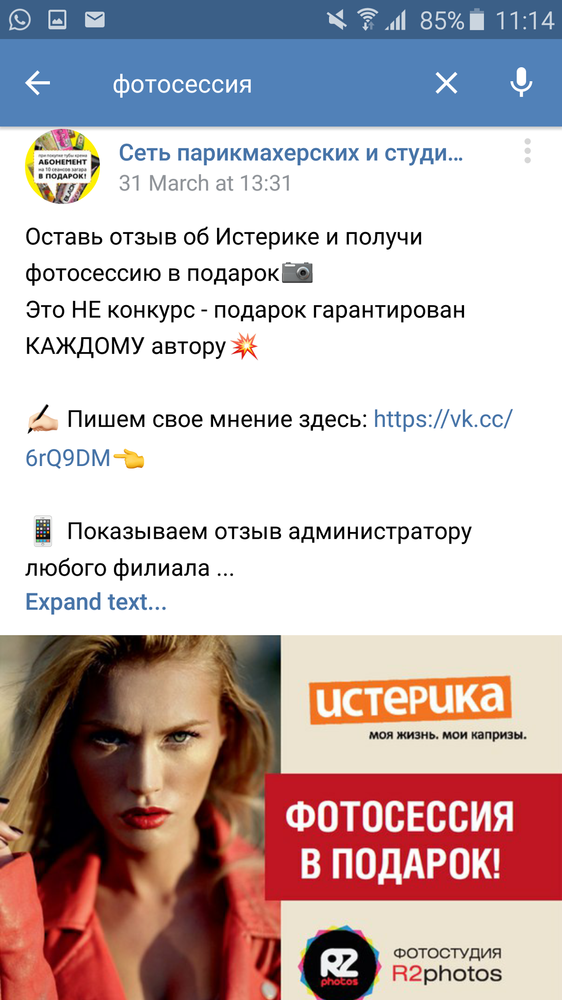 85% 11:14
фотосессия
при покупке тубы крема
АБОНЕМЕНТ
на 10 сеансов загара
В ПОДАРОК!
BLACK
Сеть парикмахерских и студи...
31 March at 13:31
Оставь отзыв об Истерике и получи
фотосессию в подарок📷
Это НЕ конкурс - подарок гарантирован
КАЖДОМУ автору💥
✍🏻 Пишем свое мнение здесь: https://vk.cc/
6rQ9DM👈
📱 Показываем отзыв администратору
любого филиала ...
Expand text...
истерика
моя жизнь. мои капризы.
ФОТОСЕССИЯ
В ПОДАРОК!
R2
photos
ФОТОСТУДИЯ
R2photos